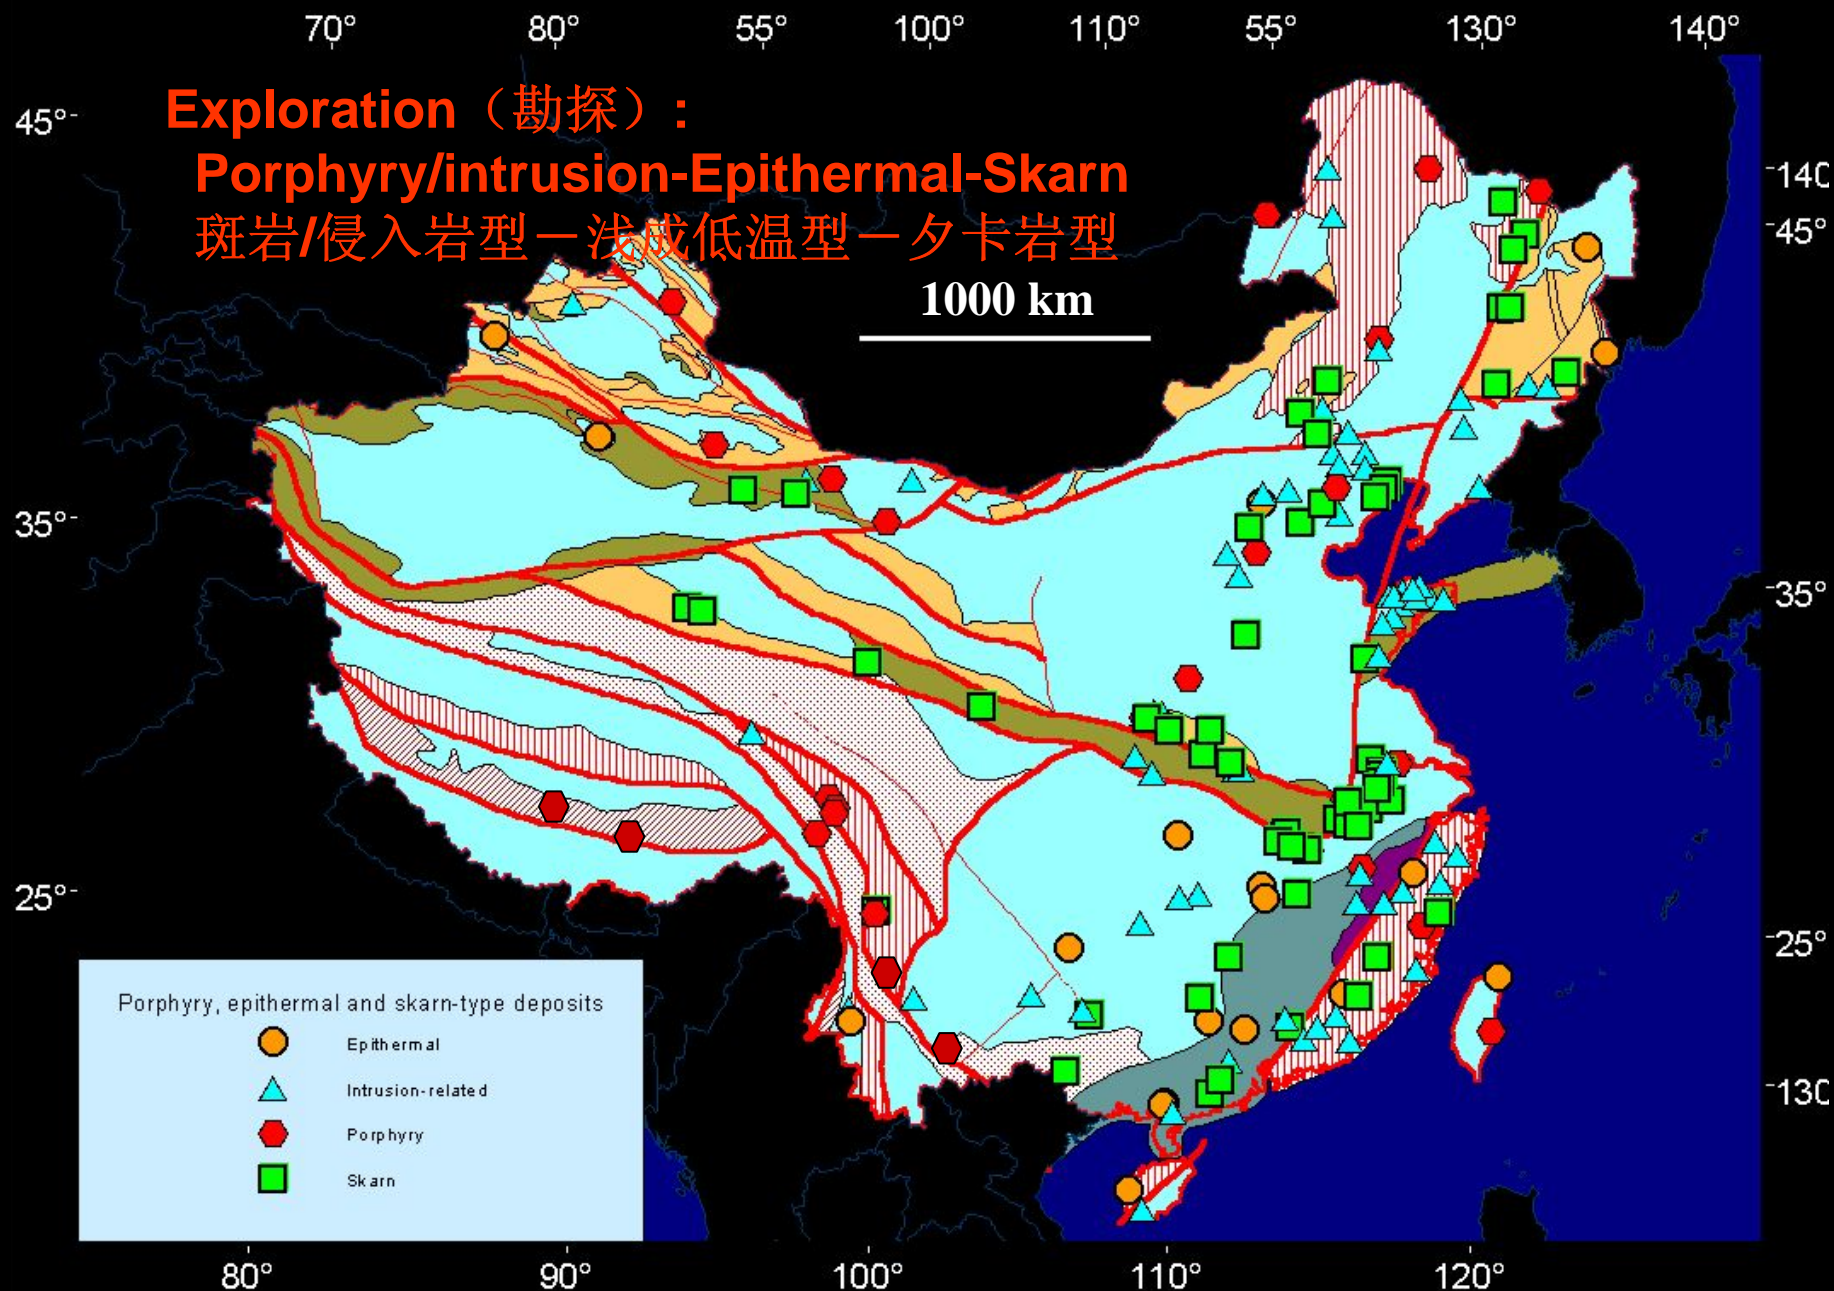 70° 80° 55° 100° 110° 55° 130° 140°
Exploration（勘探）:
Porphyry/intrusion-Epithermal-Skarn
斑岩/侵入岩型－浅成低温型－夕卡岩型
1000 km
45°
35°
25°
140
45°
35°
25°
130
Porphyry, epithermal and skarn-type deposits
Epithermal
Intrusion-related
Porphyry
Skarn
80° 90° 100° 110° 120°